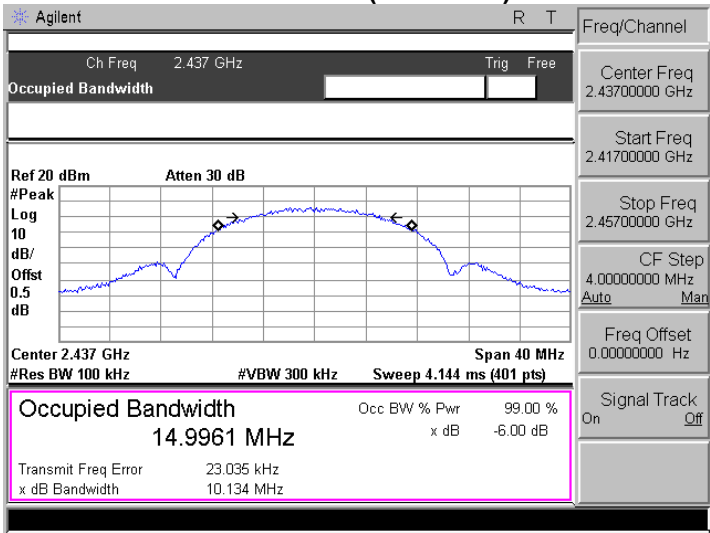 Agilent R T
Ch Freq 2.437 GHz Trig Free
Occupied Bandwidth
Ref 20 dBm Atten 30 dB
#Peak
Log
10
dB/
Offst
0.5
dB
Center 2.437 GHz Span 40 MHz
#Res BW 100 kHz #VBW 300 kHz Sweep 4.144 ms (401 pts)
Occupied Bandwidth Occ BW % Pwr 99.00 %
14.9961 MHz x dB -6.00 dB
Transmit Freq Error 23.035 kHz
x dB Bandwidth 10.134 MHz
Freq/Channel
Center Freq
2.43700000 GHz
Start Freq
2.41700000 GHz
Stop Freq
2.45700000 GHz
CF Step
4.00000000 MHz
Auto Man
Freq Offset
0.00000000 Hz
Signal Track
On Off